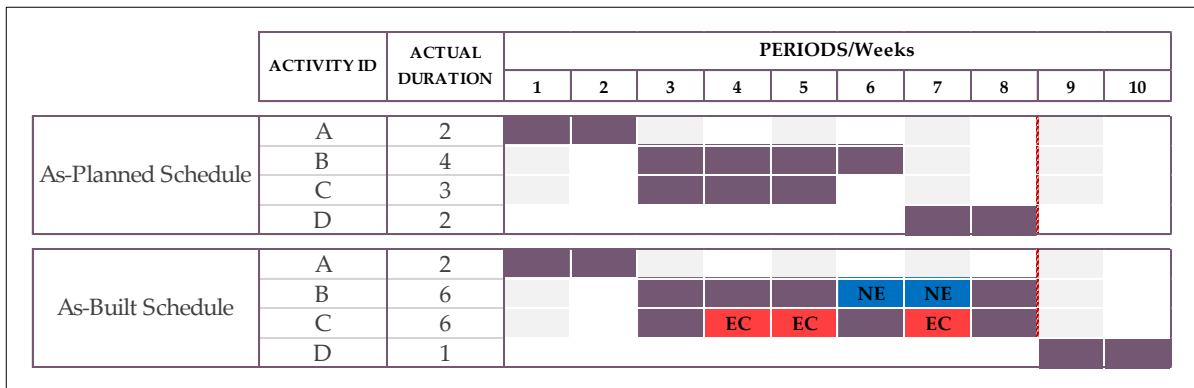 ACTIVITY ID ACTUAL DURATION PERIODS/Weeks
1 2 3 4 5 6 7 8 9 10
As-Planned Schedule
A 2
B 4
C 3
D 2
As-Built Schedule
A 2
B 6 NE NE
C 6 EC EC EC
D 1